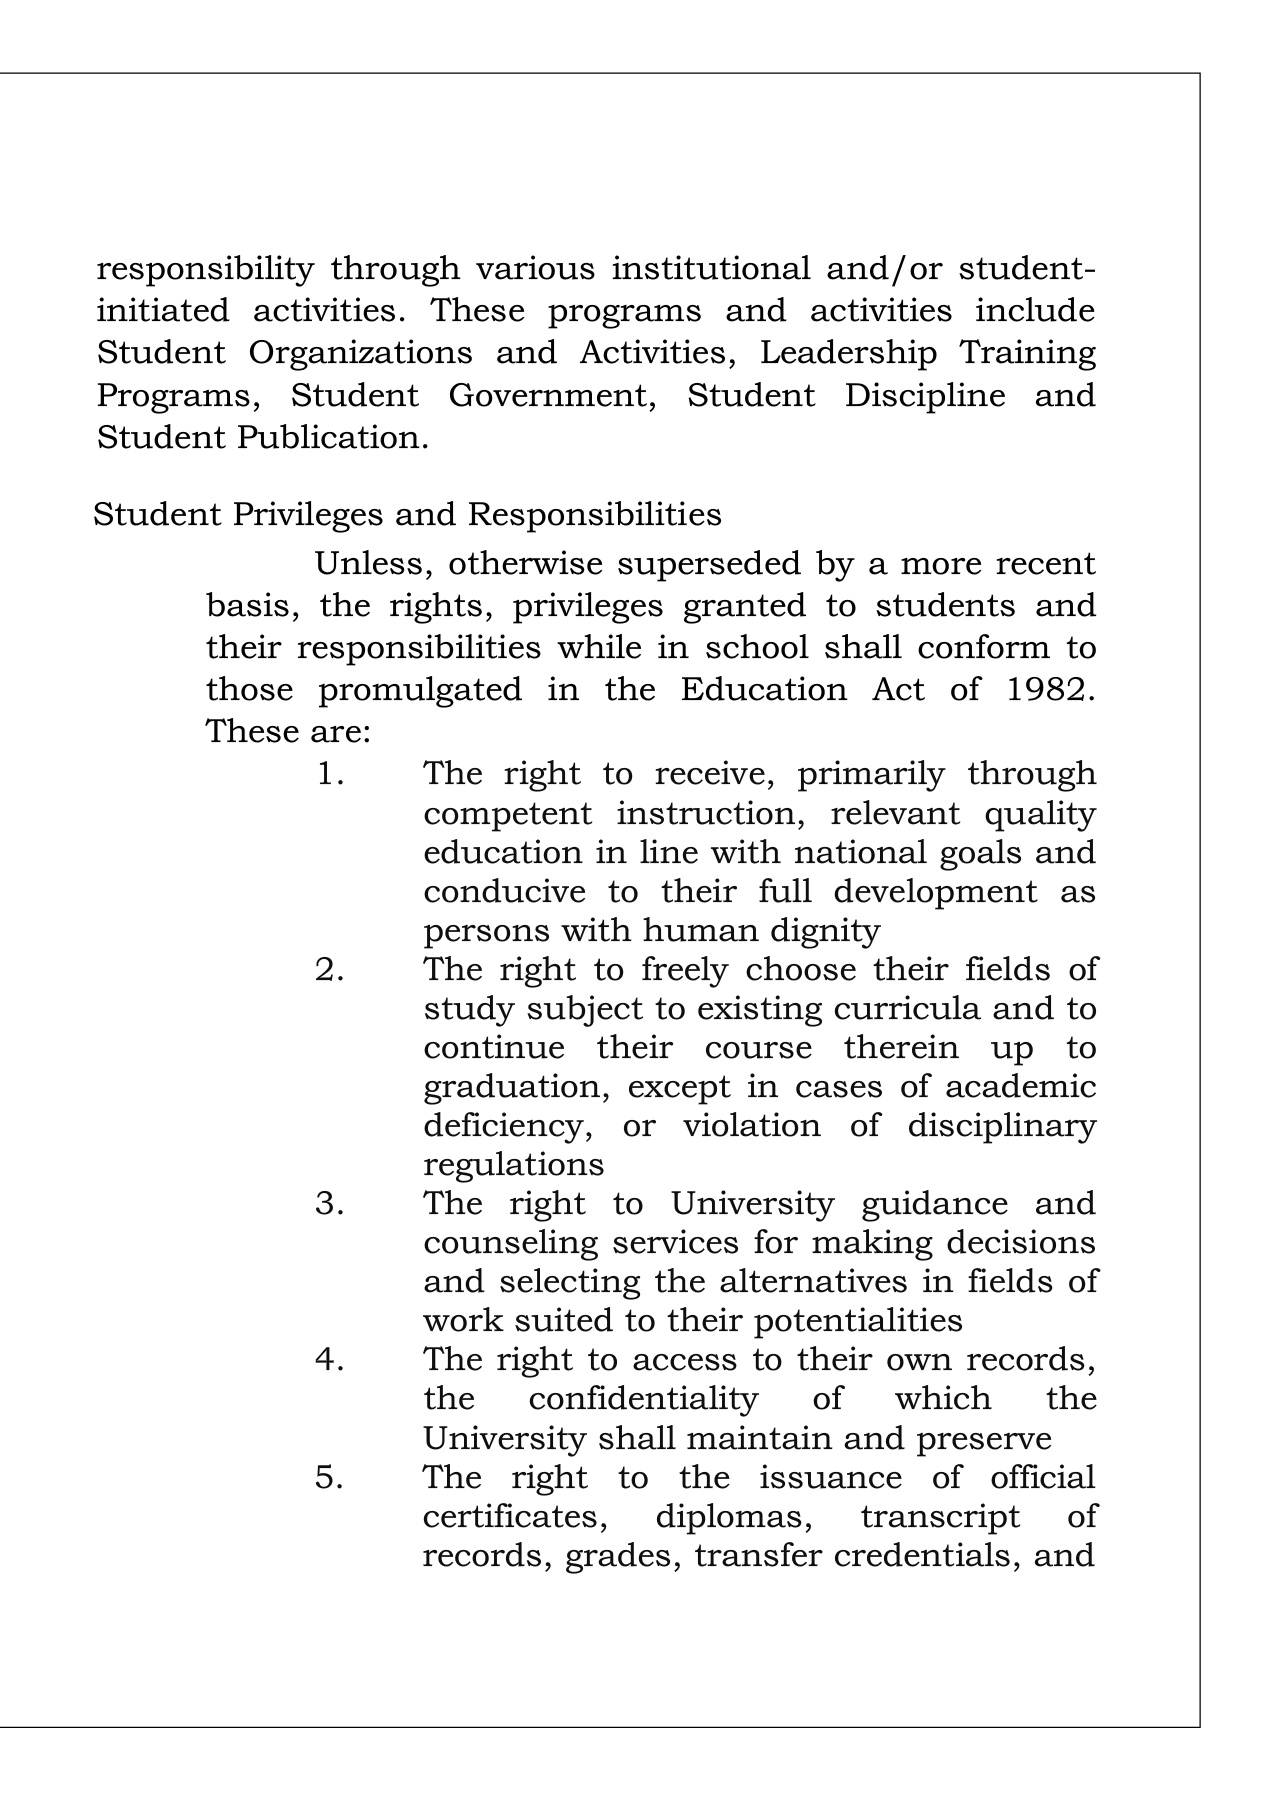 responsibility through various institutional and/or student-
initiated activities. These programs and activities include
Student Organizations and Activities, Leadership Training
Programs, Student Government, Student Discipline and
Student Publication.
Student Privileges and Responsibilities
Unless, otherwise superseded by a more recent
basis, the rights, privileges granted to students and
their responsibilities while in school shall conform to
those promulgated in the Education Act of 1982.
These are:
1. The right to receive, primarily through
competent instruction, relevant quality
education in line with national goals and
conducive to their full development as
persons with human dignity
2. The right to freely choose their fields of
study subject to existing curricula and to
continue their course therein up to
graduation, except in cases of academic
deficiency, or violation of disciplinary
regulations
3. The right to University guidance and
counseling services for making decisions
and selecting the alternatives in fields of
work suited to their potentialities
4. The right to access to their own records,
the confidentiality of which the
University shall maintain and preserve
5. The right to the issuance of official
certificates, diplomas, transcript of
records, grades, transfer credentials, and